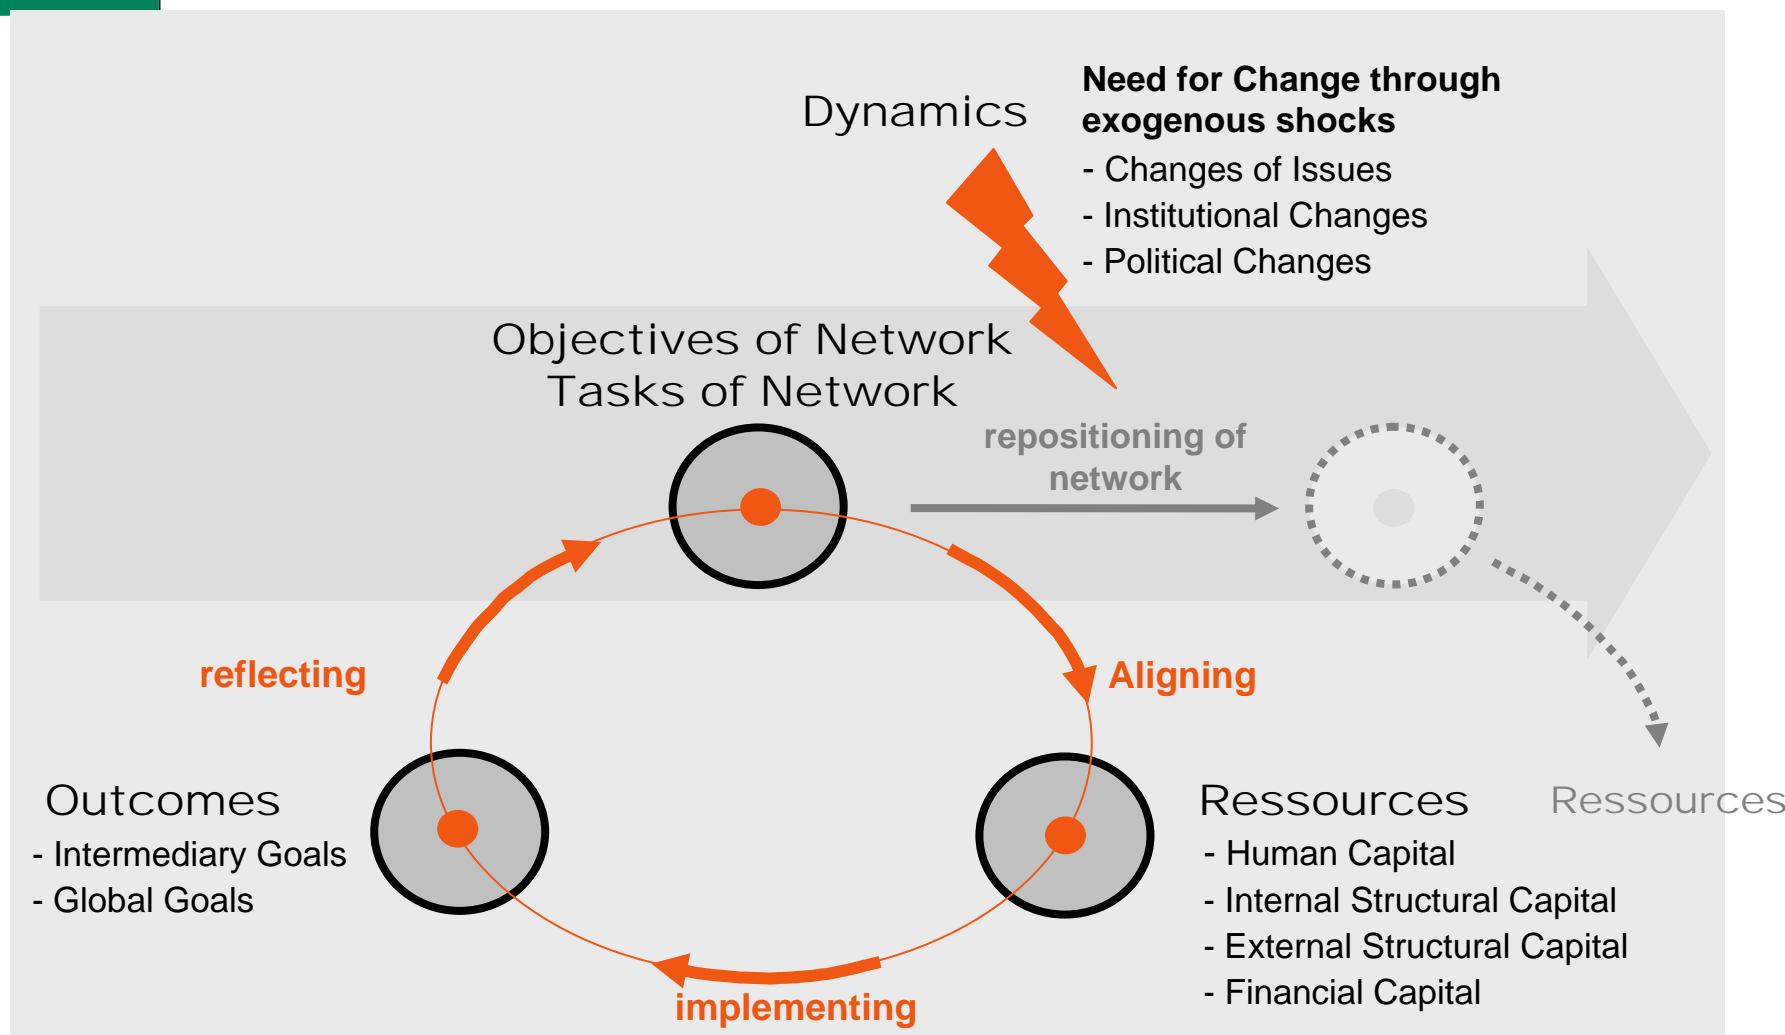 Dynamics
Need for Change through
exogenous shocks
- Changes of Issues
- Institutional Changes
- Political Changes
Objectives of Network
Tasks of Network
repositioning of
network
reflecting
Aligning
Outcomes
- Intermediary Goals
- Global Goals
Ressources
- Human Capital
- Internal Structural Capital
- External Structural Capital
- Financial Capital
Ressources
implementing